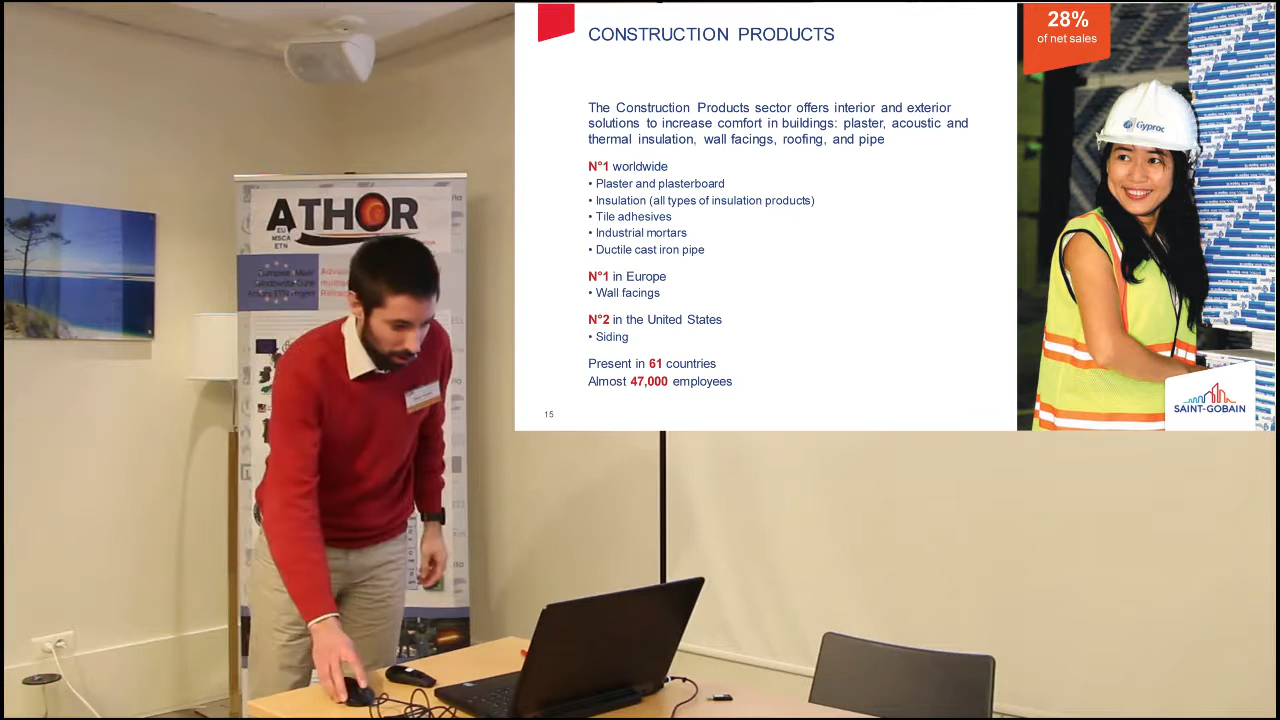 CONSTRUCTION PRODUCTS
28%
of net sales
The Construction Products sector offers interior and exterior
solutions to increase comfort in buildings: plaster, acoustic and
thermal insulation, wall facings, roofing, and pipe
N°1 worldwide
• Plaster and plasterboard
• Insulation (all types of insulation products)
• Tile adhesives
• Industrial mortars
• Ductile cast iron pipe
N°1 in Europe
• Wall facings
N°2 in the United States
• Siding
Present in 61 countries
Almost 47,000 employees
15
Gyproc
SAINT-GOBAIN
ATHOR
EU
MSCA
ETN